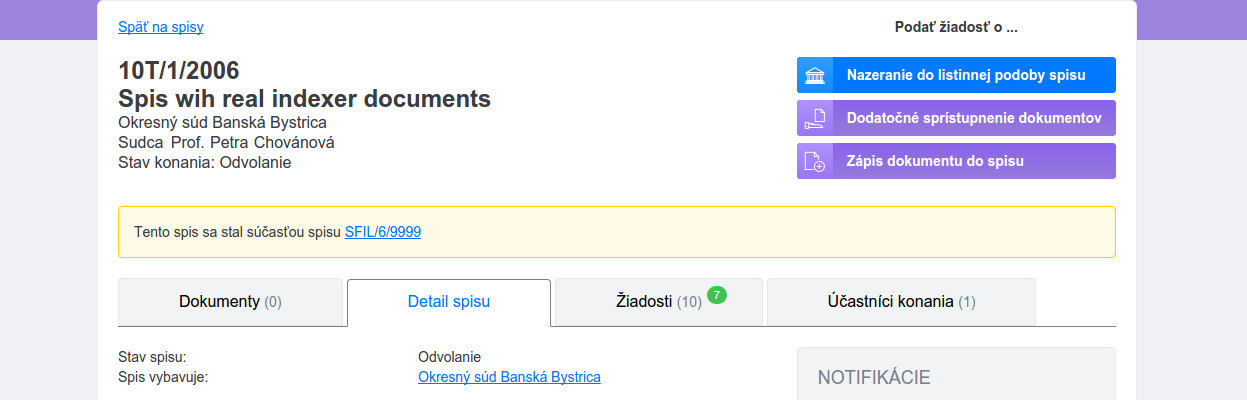 Späť na spisy
Podať žiadosť o ...
10T/1/2006
Spis wih real indexer documents
Okresný súd Banská Bystrica
Sudca Prof. Petra Chovánová
Stav konania: Odvolanie
Nazeranie do listinnej podoby spisu
Dodatočné sprístupnenie dokumentov
Zápis dokumentu do spisu
Tento spis sa stal súčasťou spisu SFIL/6/9999
Dokumenty (0)
Detail spisu
Žiadosti (10) 7
Účastníci konania (1)
Stav spisu: Odvolanie
Spis vybavuje: Okresný súd Banská Bystrica
NOTIFIKÁCIE